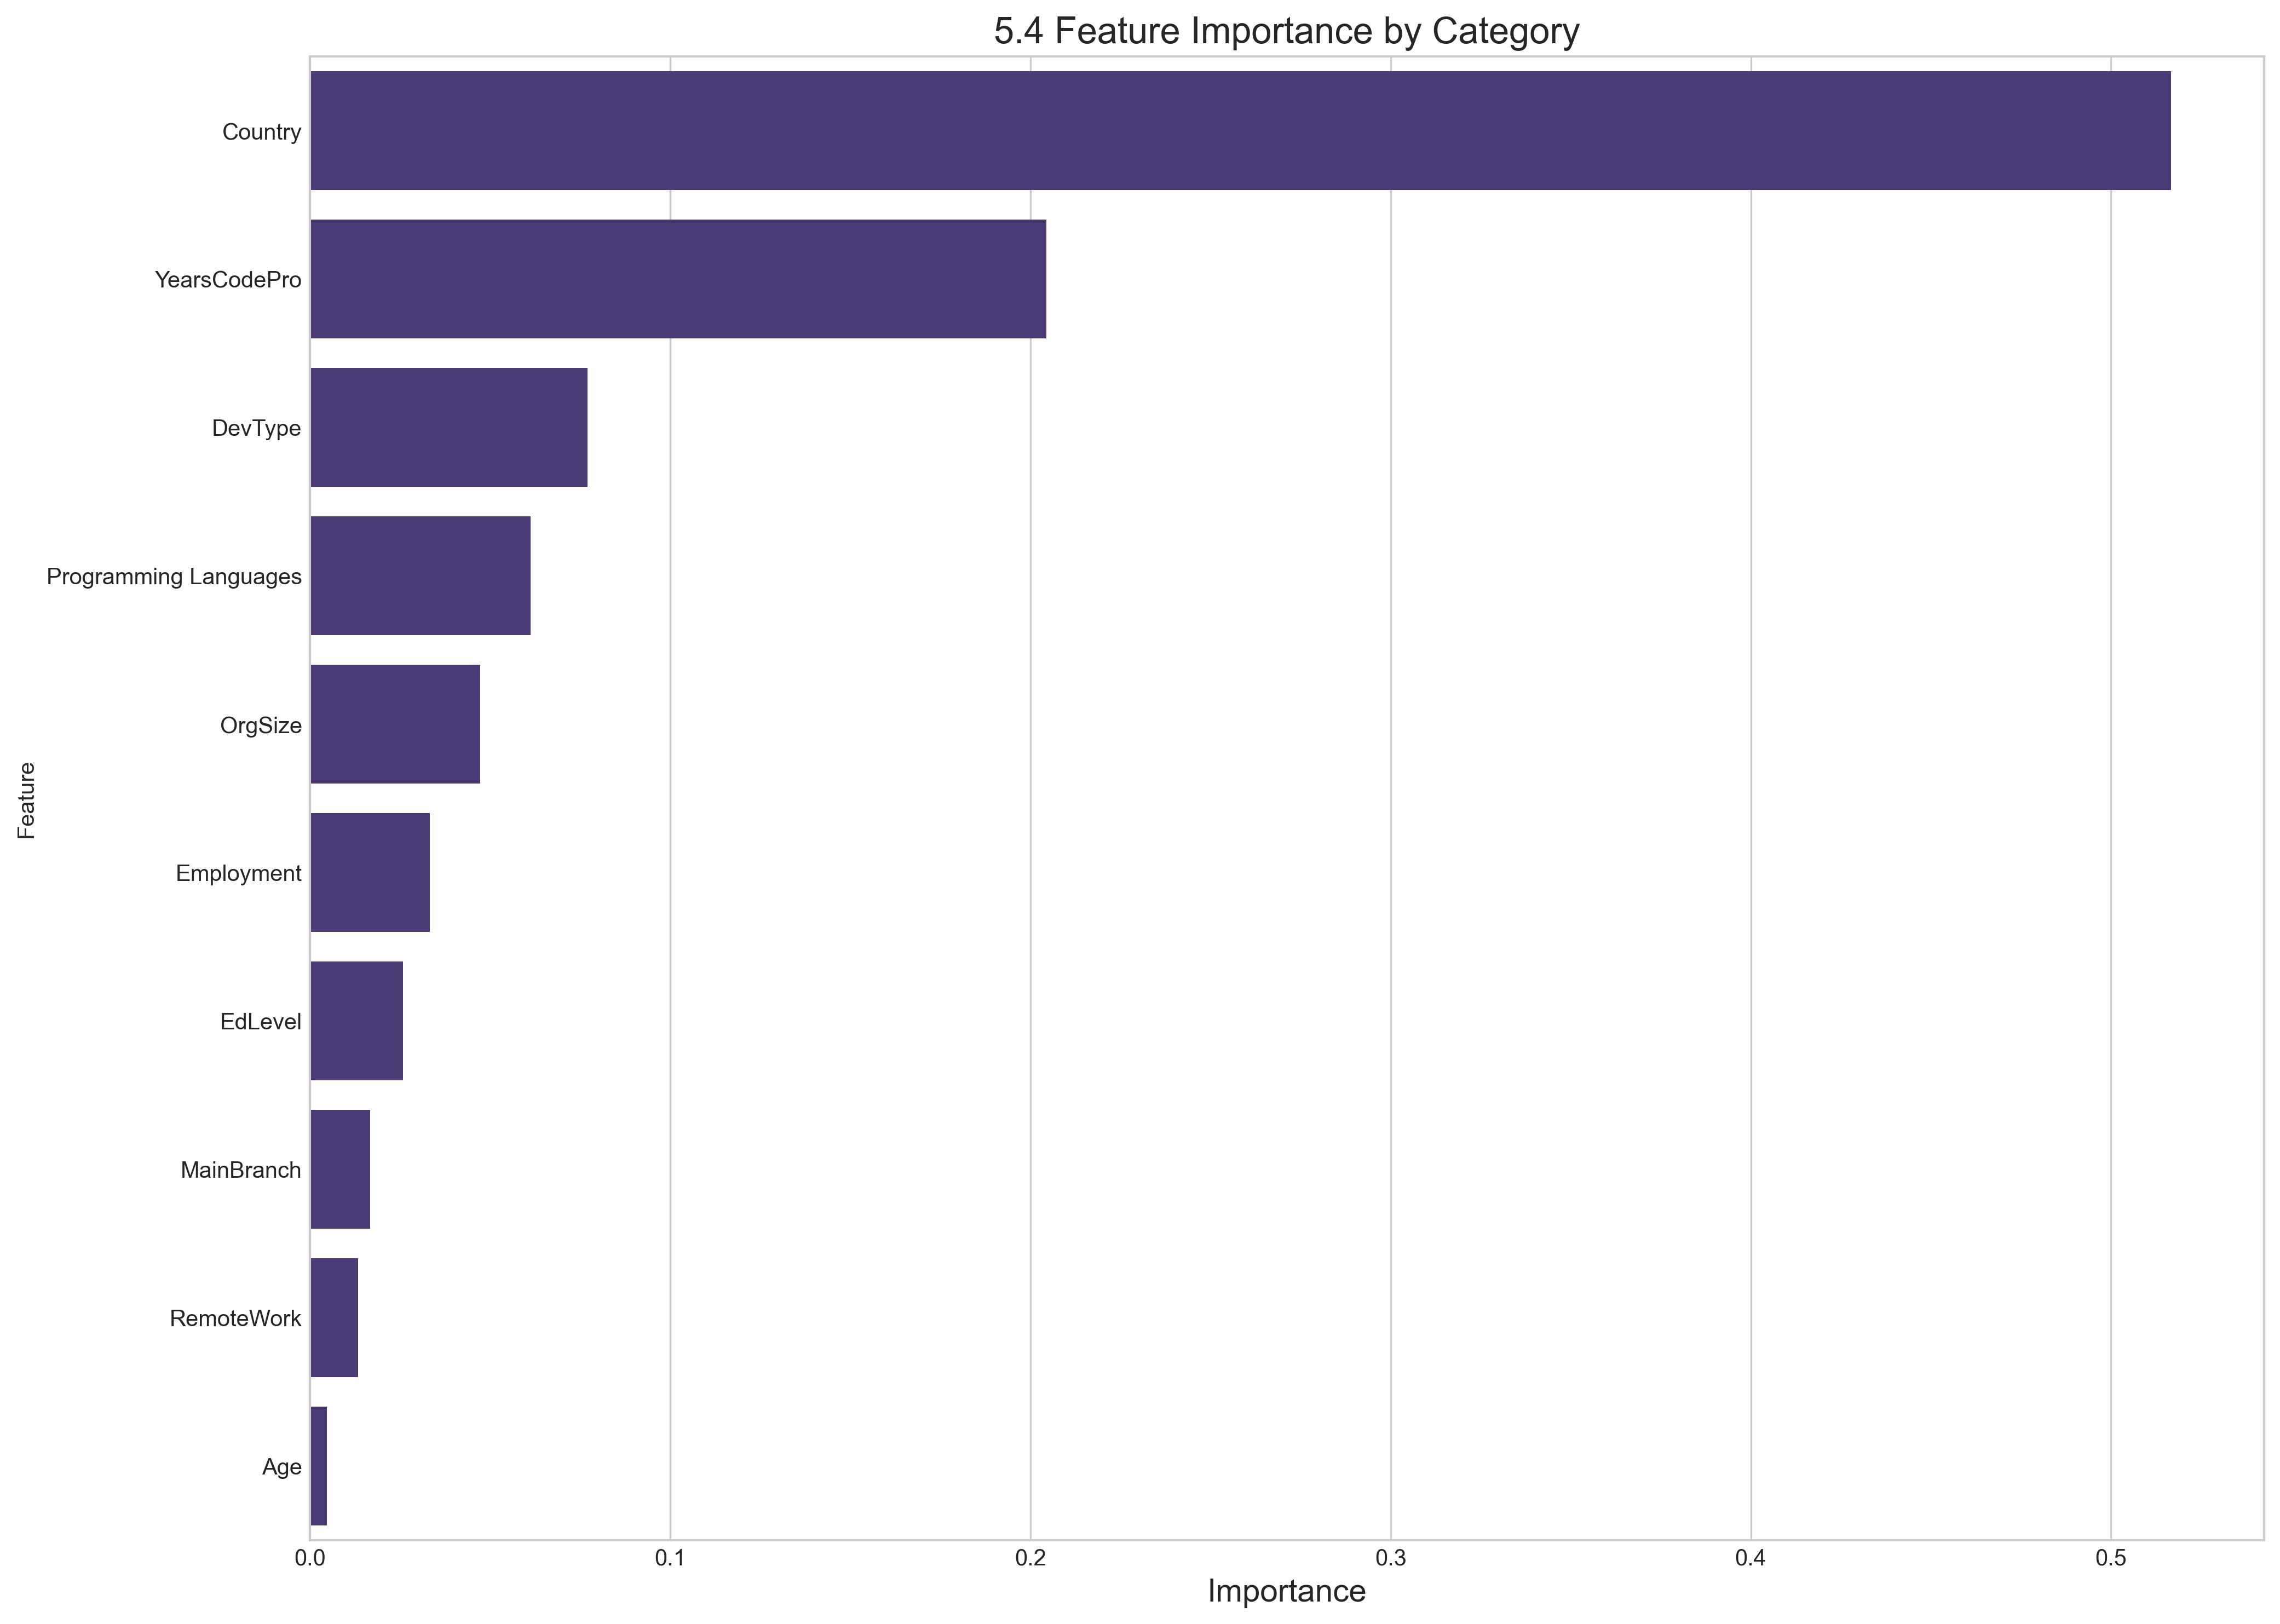 5.4 Feature Importance by Category
Feature
Country
YearsCodePro
DevType
Programming Languages
OrgSize
Employment
EdLevel
MainBranch
RemoteWork
Age
0.0 0.1 0.2 0.3 0.4 0.5
Importance